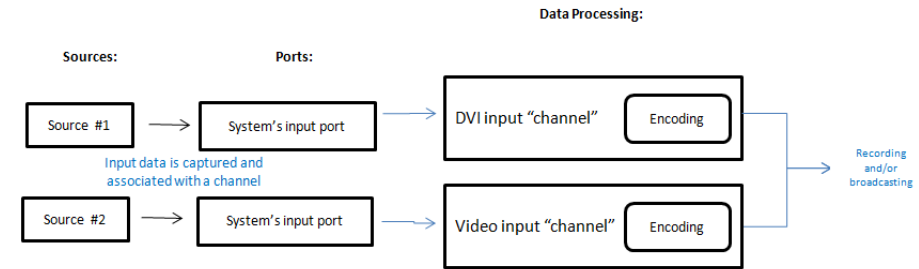 Data Processing:
Sources:
Ports:
Source #1
System's input port
DVI input “channel”
Encoding
Input data is captured and
associated with a channel
Recording
and/or
broadcasting
Source #2
System's input port
Video input “channel”
Encoding